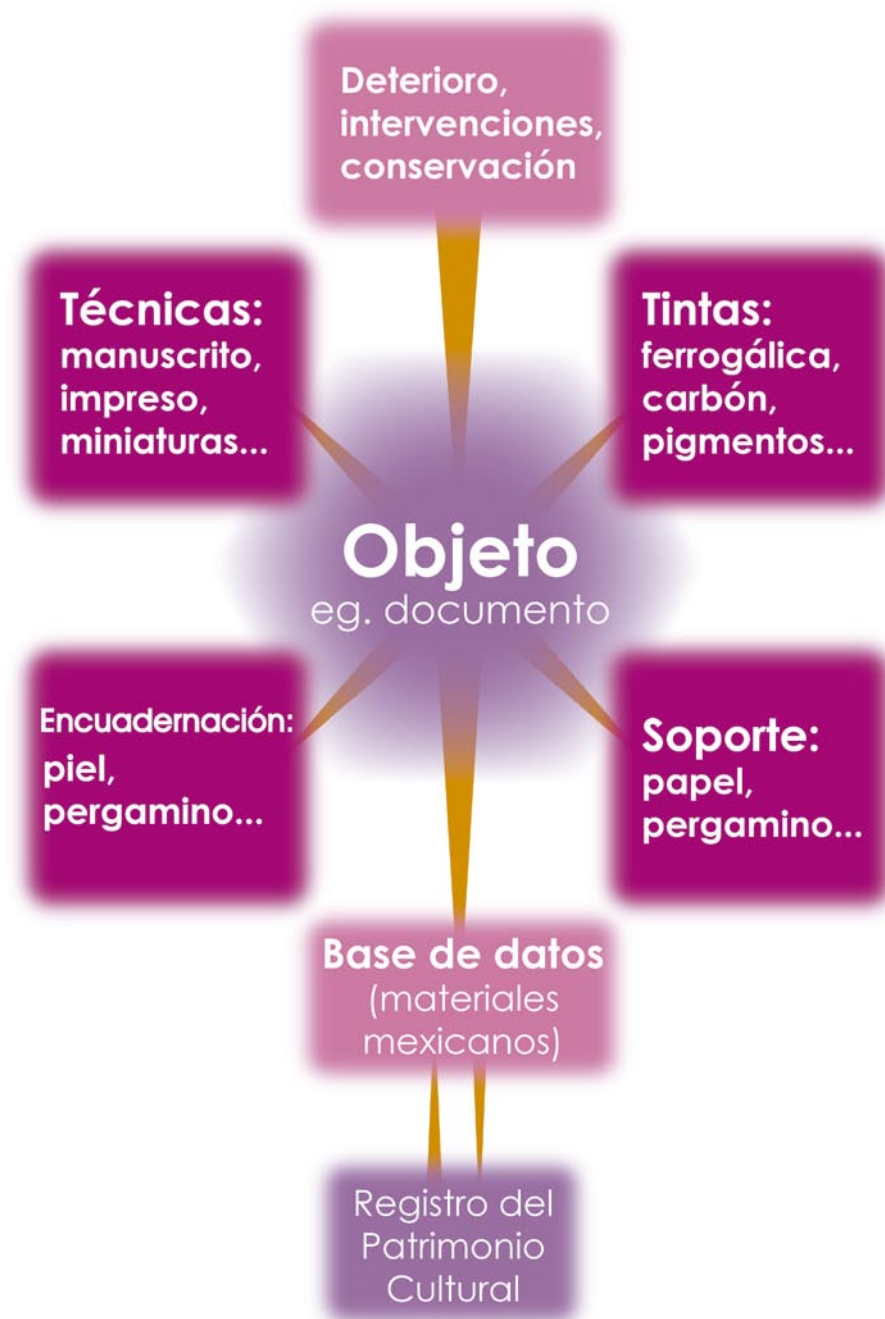 Deterioro,
intervenciones,
conservación
Técnicas:
manuscrito,
impreso,
miniaturas...
Tintas:
ferrogálica,
carbón,
pigmentos...
Objeto
eg. documento
Encuadernación:
piel,
pergamino...
Soporte:
papel,
pergamino...
Base de datos
(materiales
mexicanos)
Registro del
Patrimonio
Cultural